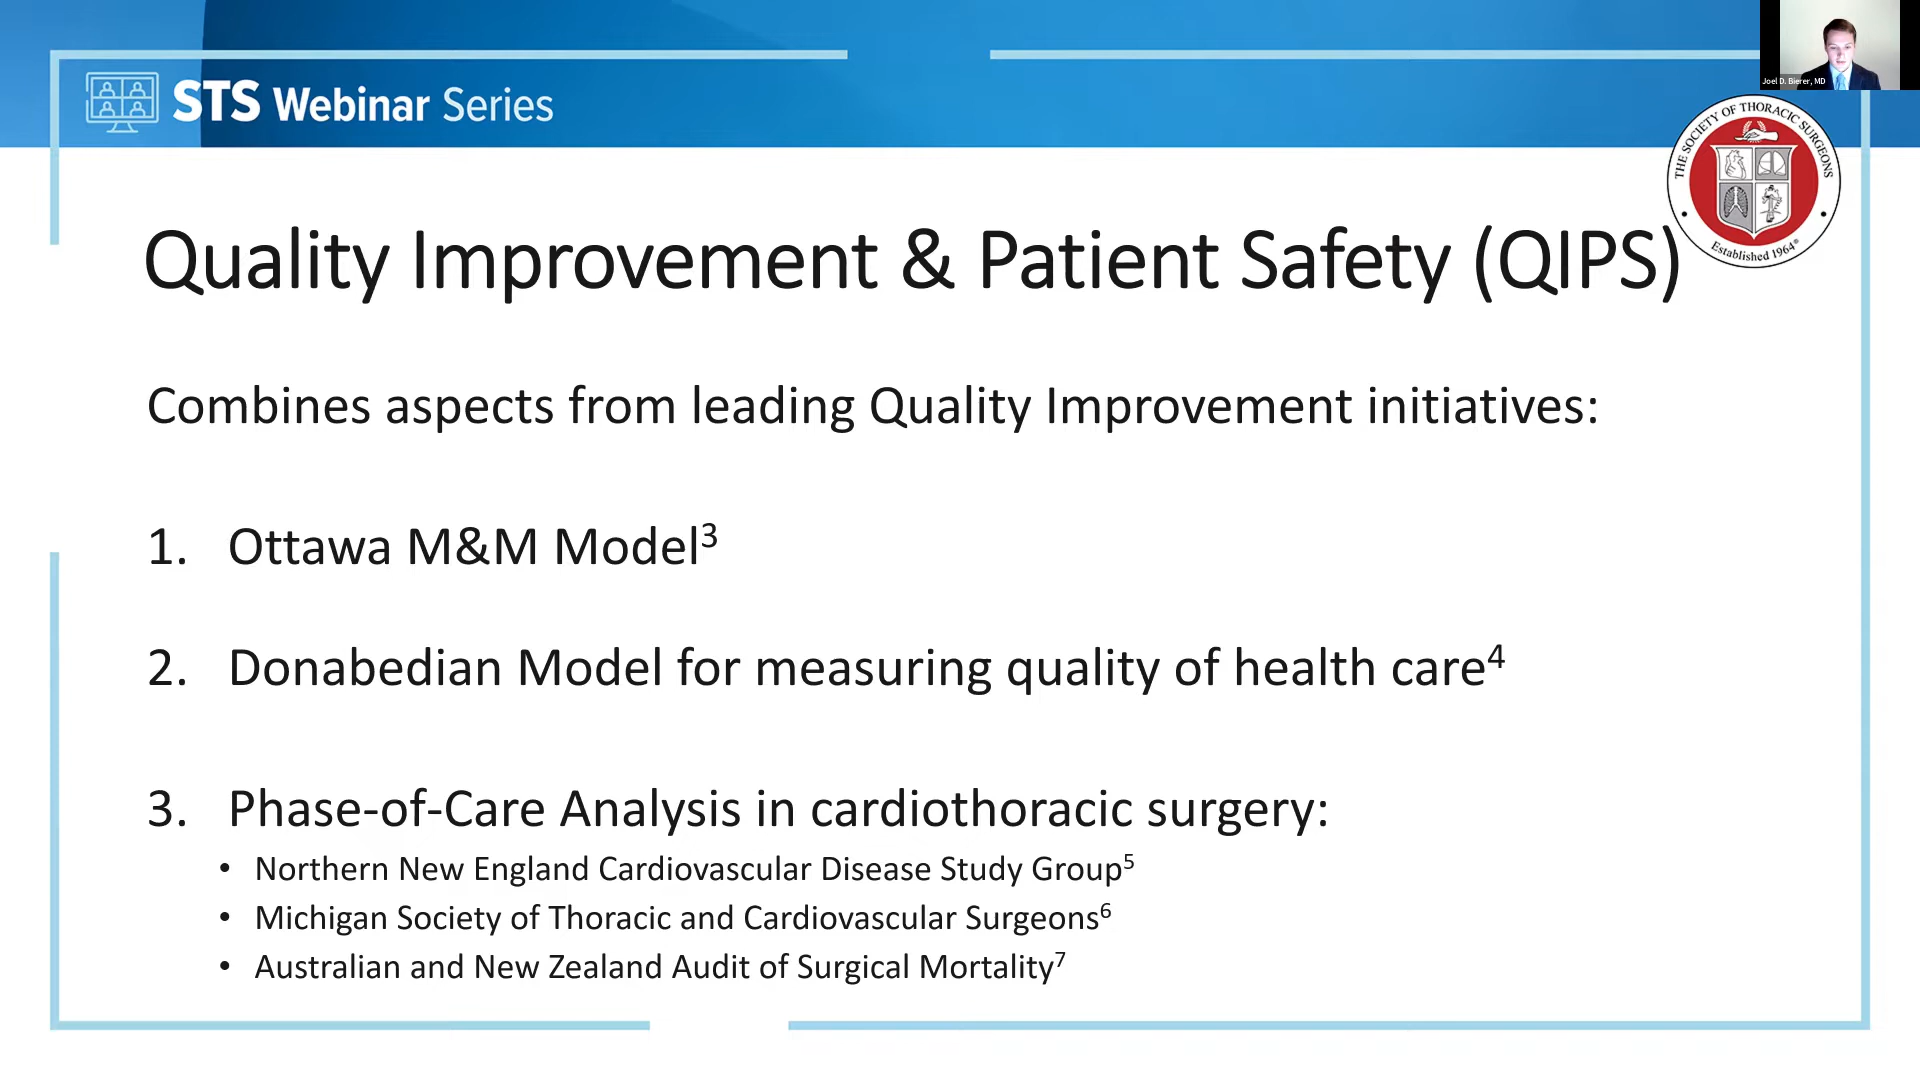 STS Webinar Series
Joel D. Bierer, MD
THE SOCIETY OF THORACIC SURGEONS
Established 1964®
Quality Improvement & Patient Safety (QIPS)
Combines aspects from leading Quality Improvement initiatives:
1. Ottawa M&M Model³
2. Donabedian Model for measuring quality of health care⁴
3. Phase-of-Care Analysis in cardiothoracic surgery:
• Northern New England Cardiovascular Disease Study Group⁵
• Michigan Society of Thoracic and Cardiovascular Surgeons⁶
• Australian and New Zealand Audit of Surgical Mortality⁷